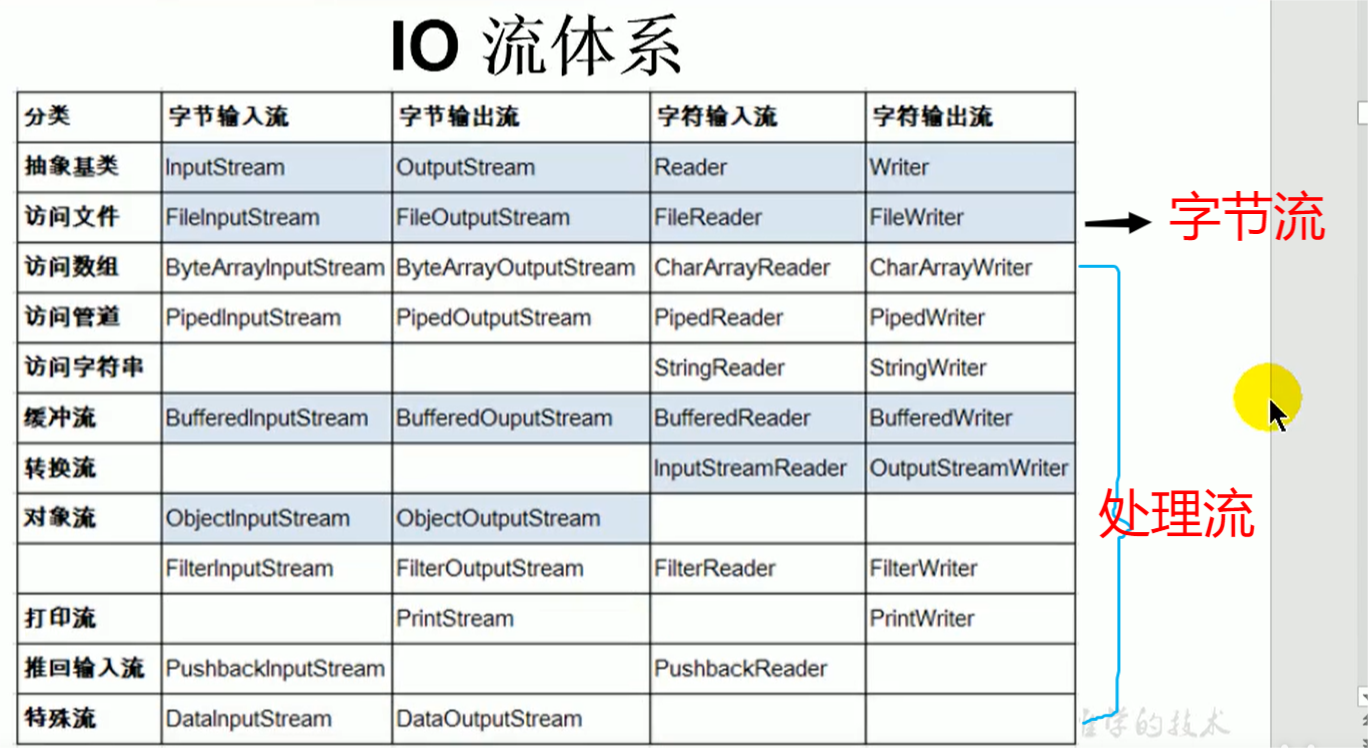 IO 流体系
分类 字节输入流 字节输出流 字符输入流 字符输出流
抽象基类 InputStream OutputStream Reader Writer
访问文件 FileInputStream FileOutputStream FileReader FileWriter
字节流
访问数组 ByteArrayInputStream ByteArrayOutputStream CharArrayReader CharArrayWriter
访问管道 PipedInputStream PipedOutputStream PipedReader PipedWriter
访问字符串 StringReader StringWriter
缓冲流 BufferedInputStream BufferedOuputStream BufferedReader BufferedWriter
转换流 InputStreamReader OutputStreamWriter
对象流 ObjectInputStream ObjectOutputStream
处理流
FilterInputStream FilterOutputStream FilterReader FilterWriter
打印流 PrintStream PrintWriter
推回输入流 PushbackInputStream PushbackReader
特殊流 DataInputStream DataOutputStream
学的技术